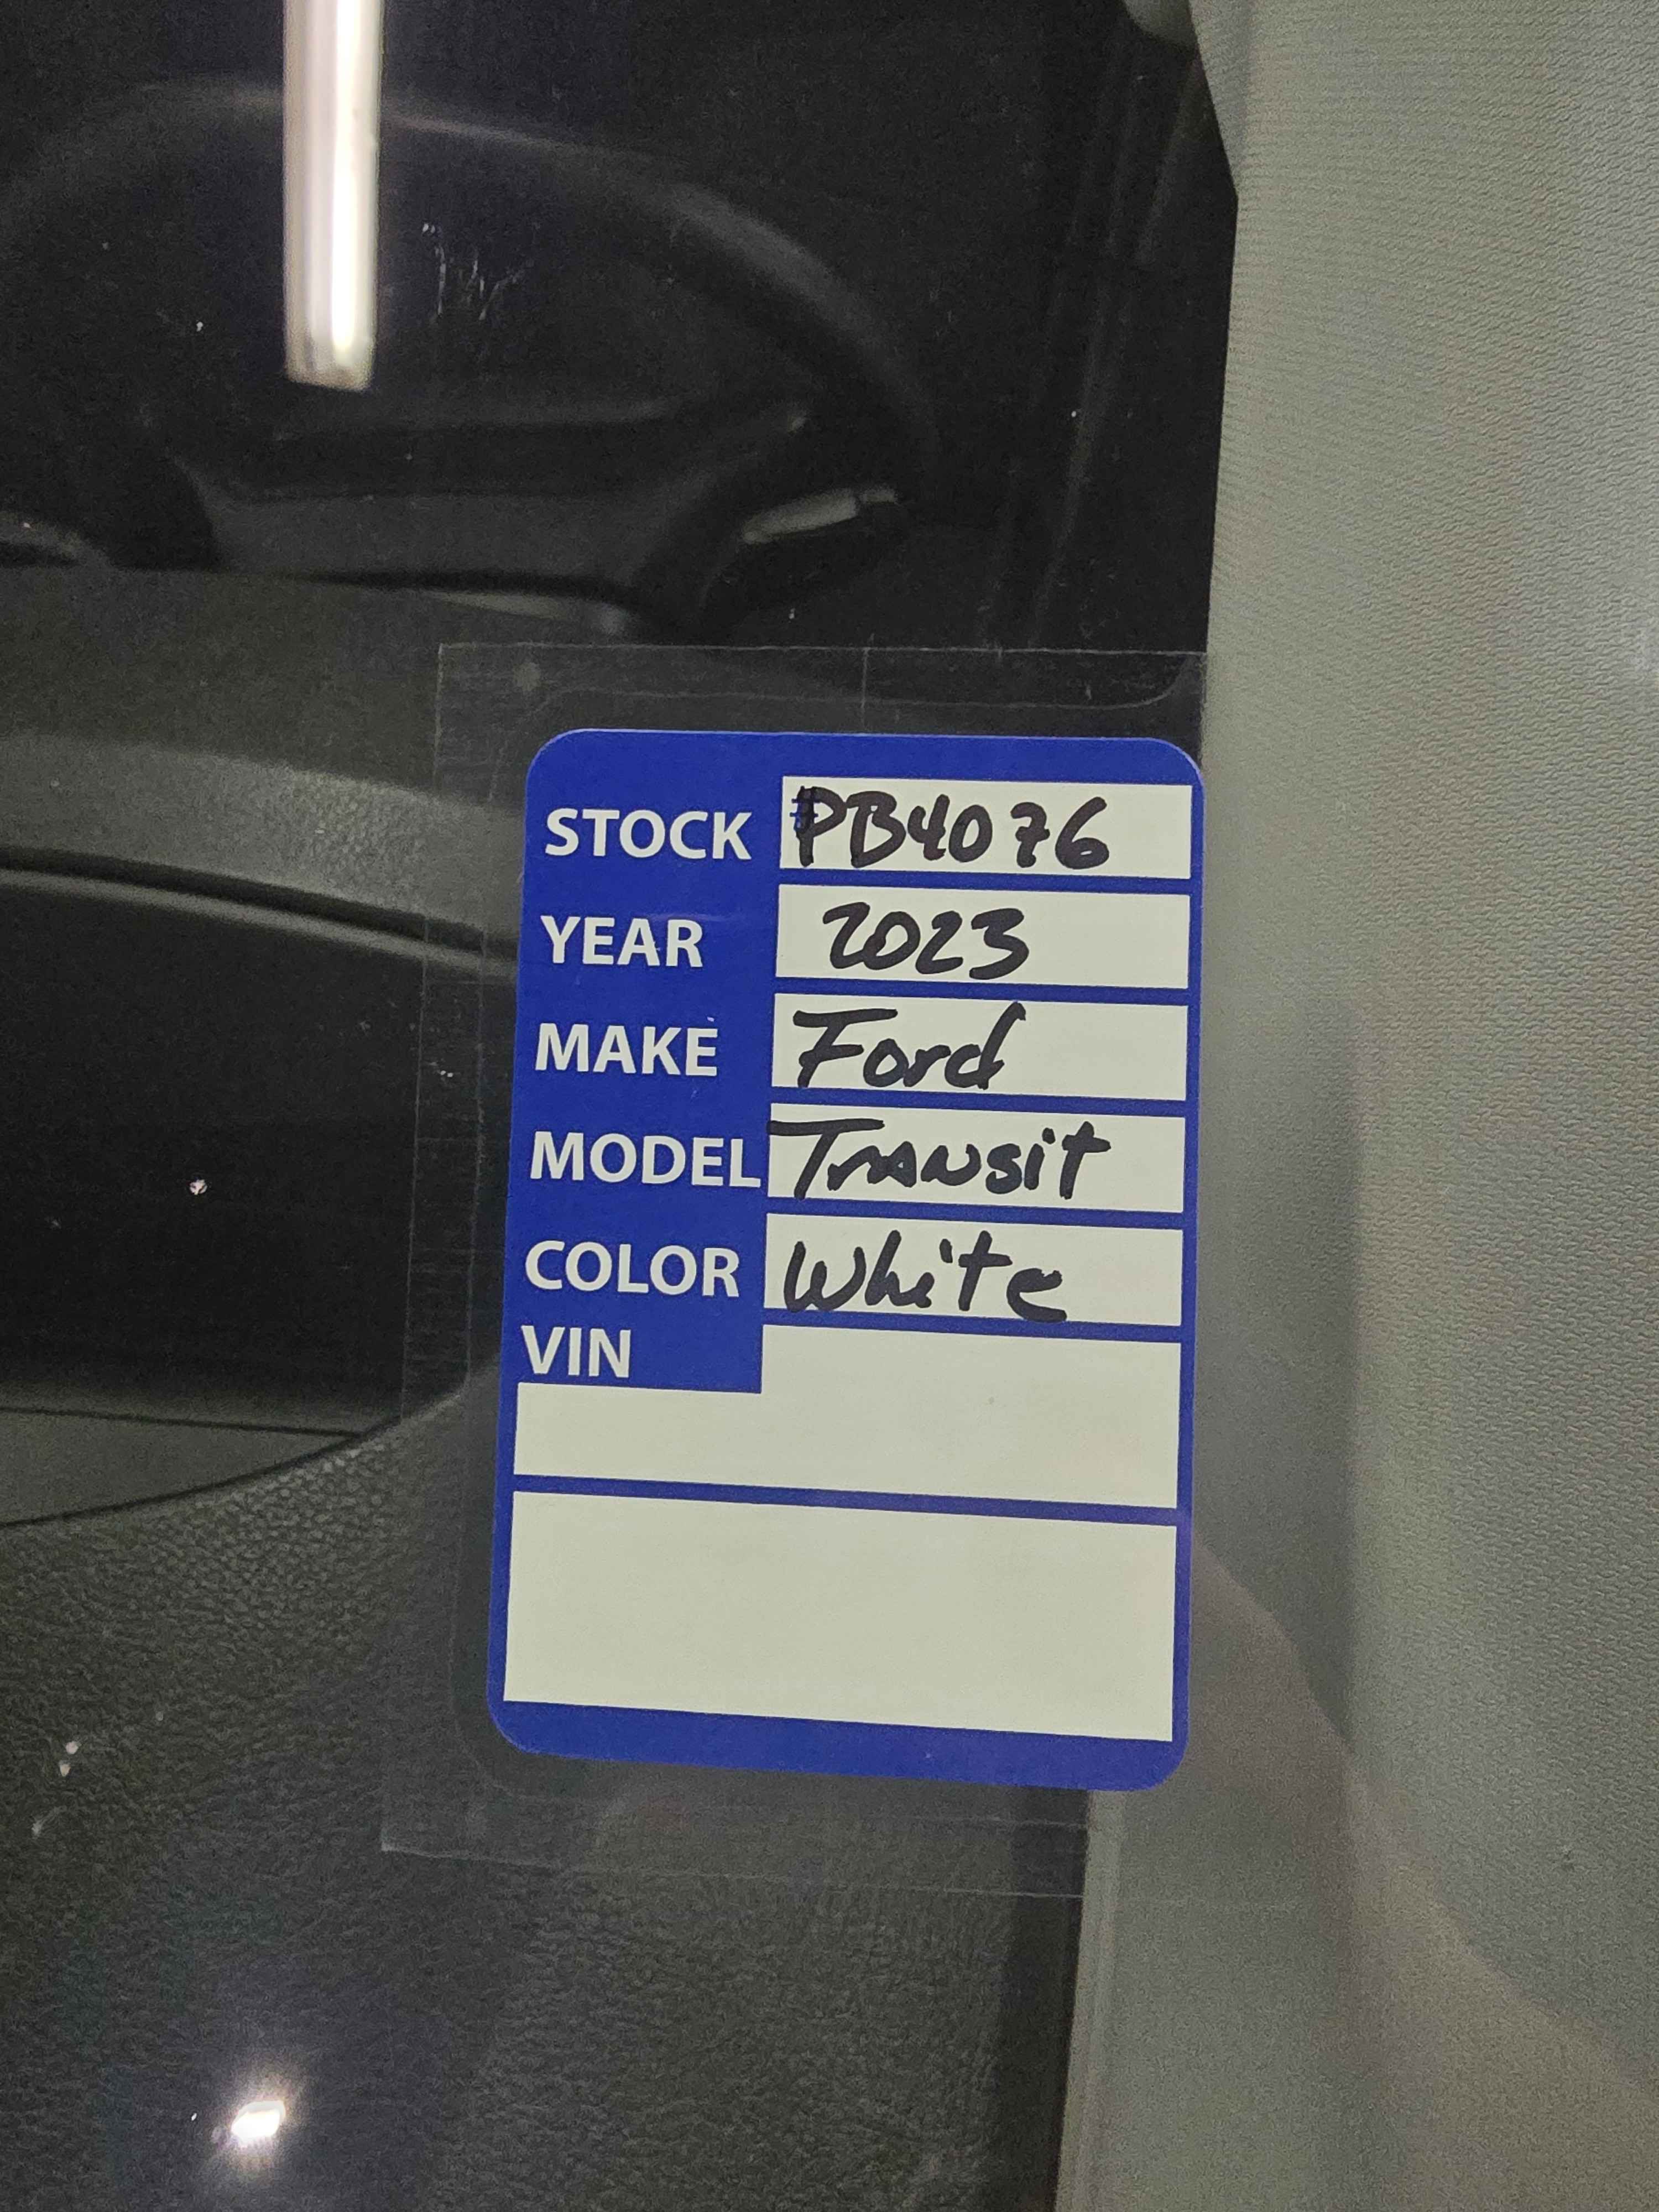 STOCK #PB4076
YEAR 2023
MAKE Ford
MODEL Transit
COLOR White
VIN